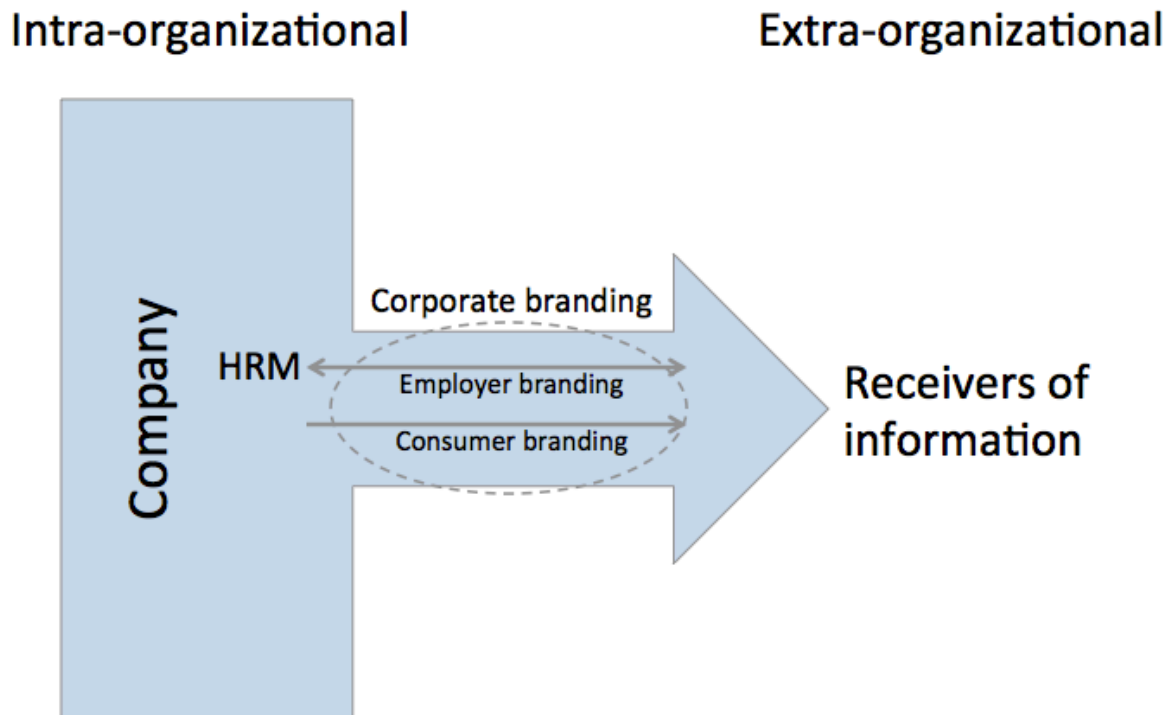 Intra-organizational
Extra-organizational
Corporate branding
Company
HRM
Employer branding
Consumer branding
Receivers of
information